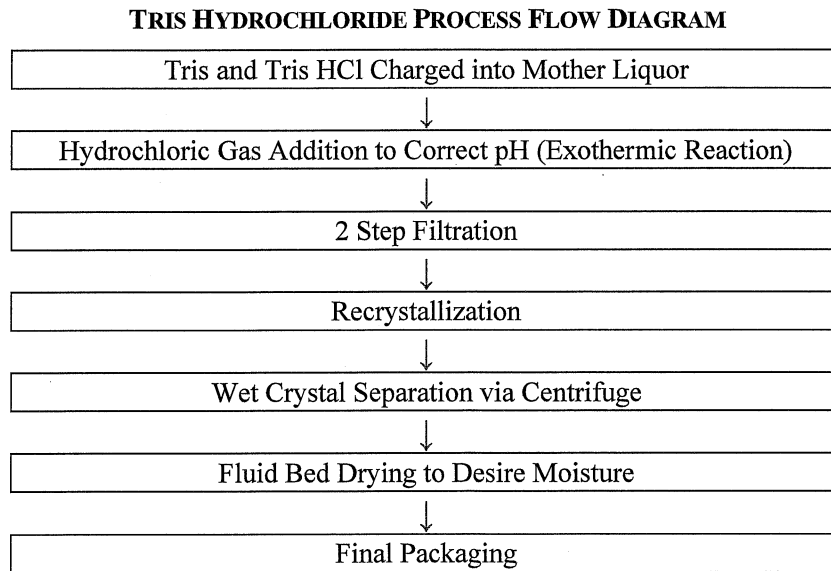 TRIS HYDROCHLORIDE PROCESS FLOW DIAGRAM
Tris and Tris HCl Charged into Mother Liquor
Hydrochloric Gas Addition to Correct pH (Exothermic Reaction)
2 Step Filtration
Recrystallization
Wet Crystal Separation via Centrifuge
Fluid Bed Drying to Desire Moisture
Final Packaging